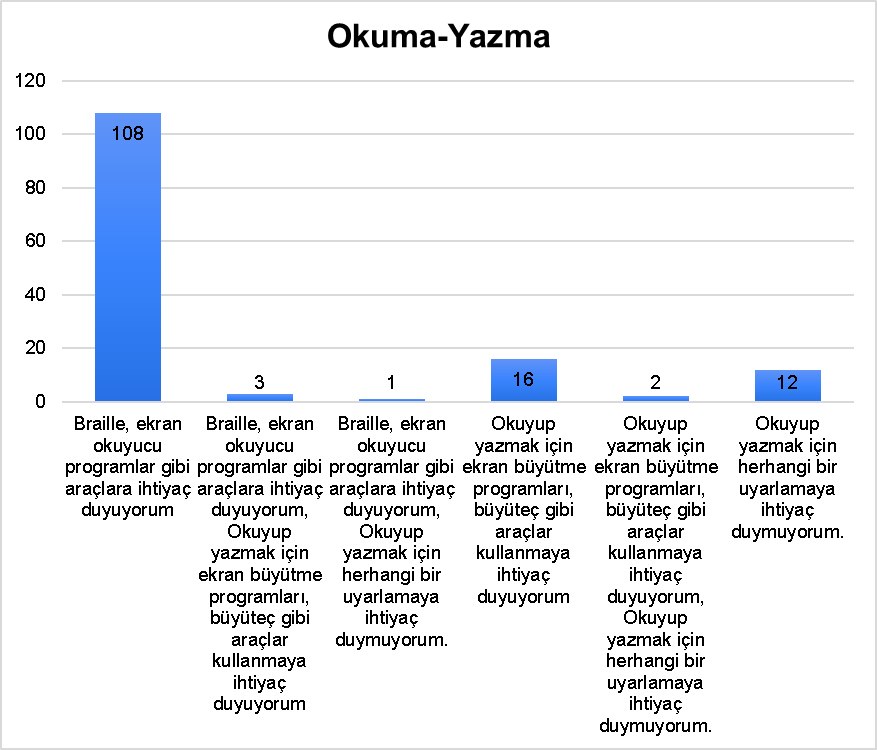 Okuma-Yazma
120
100
80
60
40
20
0
108
3
1
16
2
12
Braille, ekran
okuyucu
programlar gibi
araçlara ihtiyaç
duyuyorum
Braille, ekran
okuyucu
programlar gibi
araçlara ihtiyaç
duyuyorum,
Okuyup
yazmak için
ekran büyütme
programları,
büyüteç gibi
araçlar
kullanmaya
ihtiyaç
duyuyorum
Braille, ekran
okuyucu
programlar gibi
araçlara ihtiyaç
duyuyorum,
Okuyup
yazmak için
herhangi bir
uyarlamaya
ihtiyaç
duymuyorum.
Okuyup
yazmak için
ekran büyütme
programları,
büyüteç gibi
araçlar
kullanmaya
ihtiyaç
duyuyorum
Okuyup
yazmak için
ekran büyütme
programları,
büyüteç gibi
araçlar
kullanmaya
ihtiyaç
duyuyorum,
Okuyup
yazmak için
herhangi bir
uyarlamaya
ihtiyaç
duymuyorum.
Okuyup
yazmak için
herhangi bir
uyarlamaya
ihtiyaç
duymuyorum.